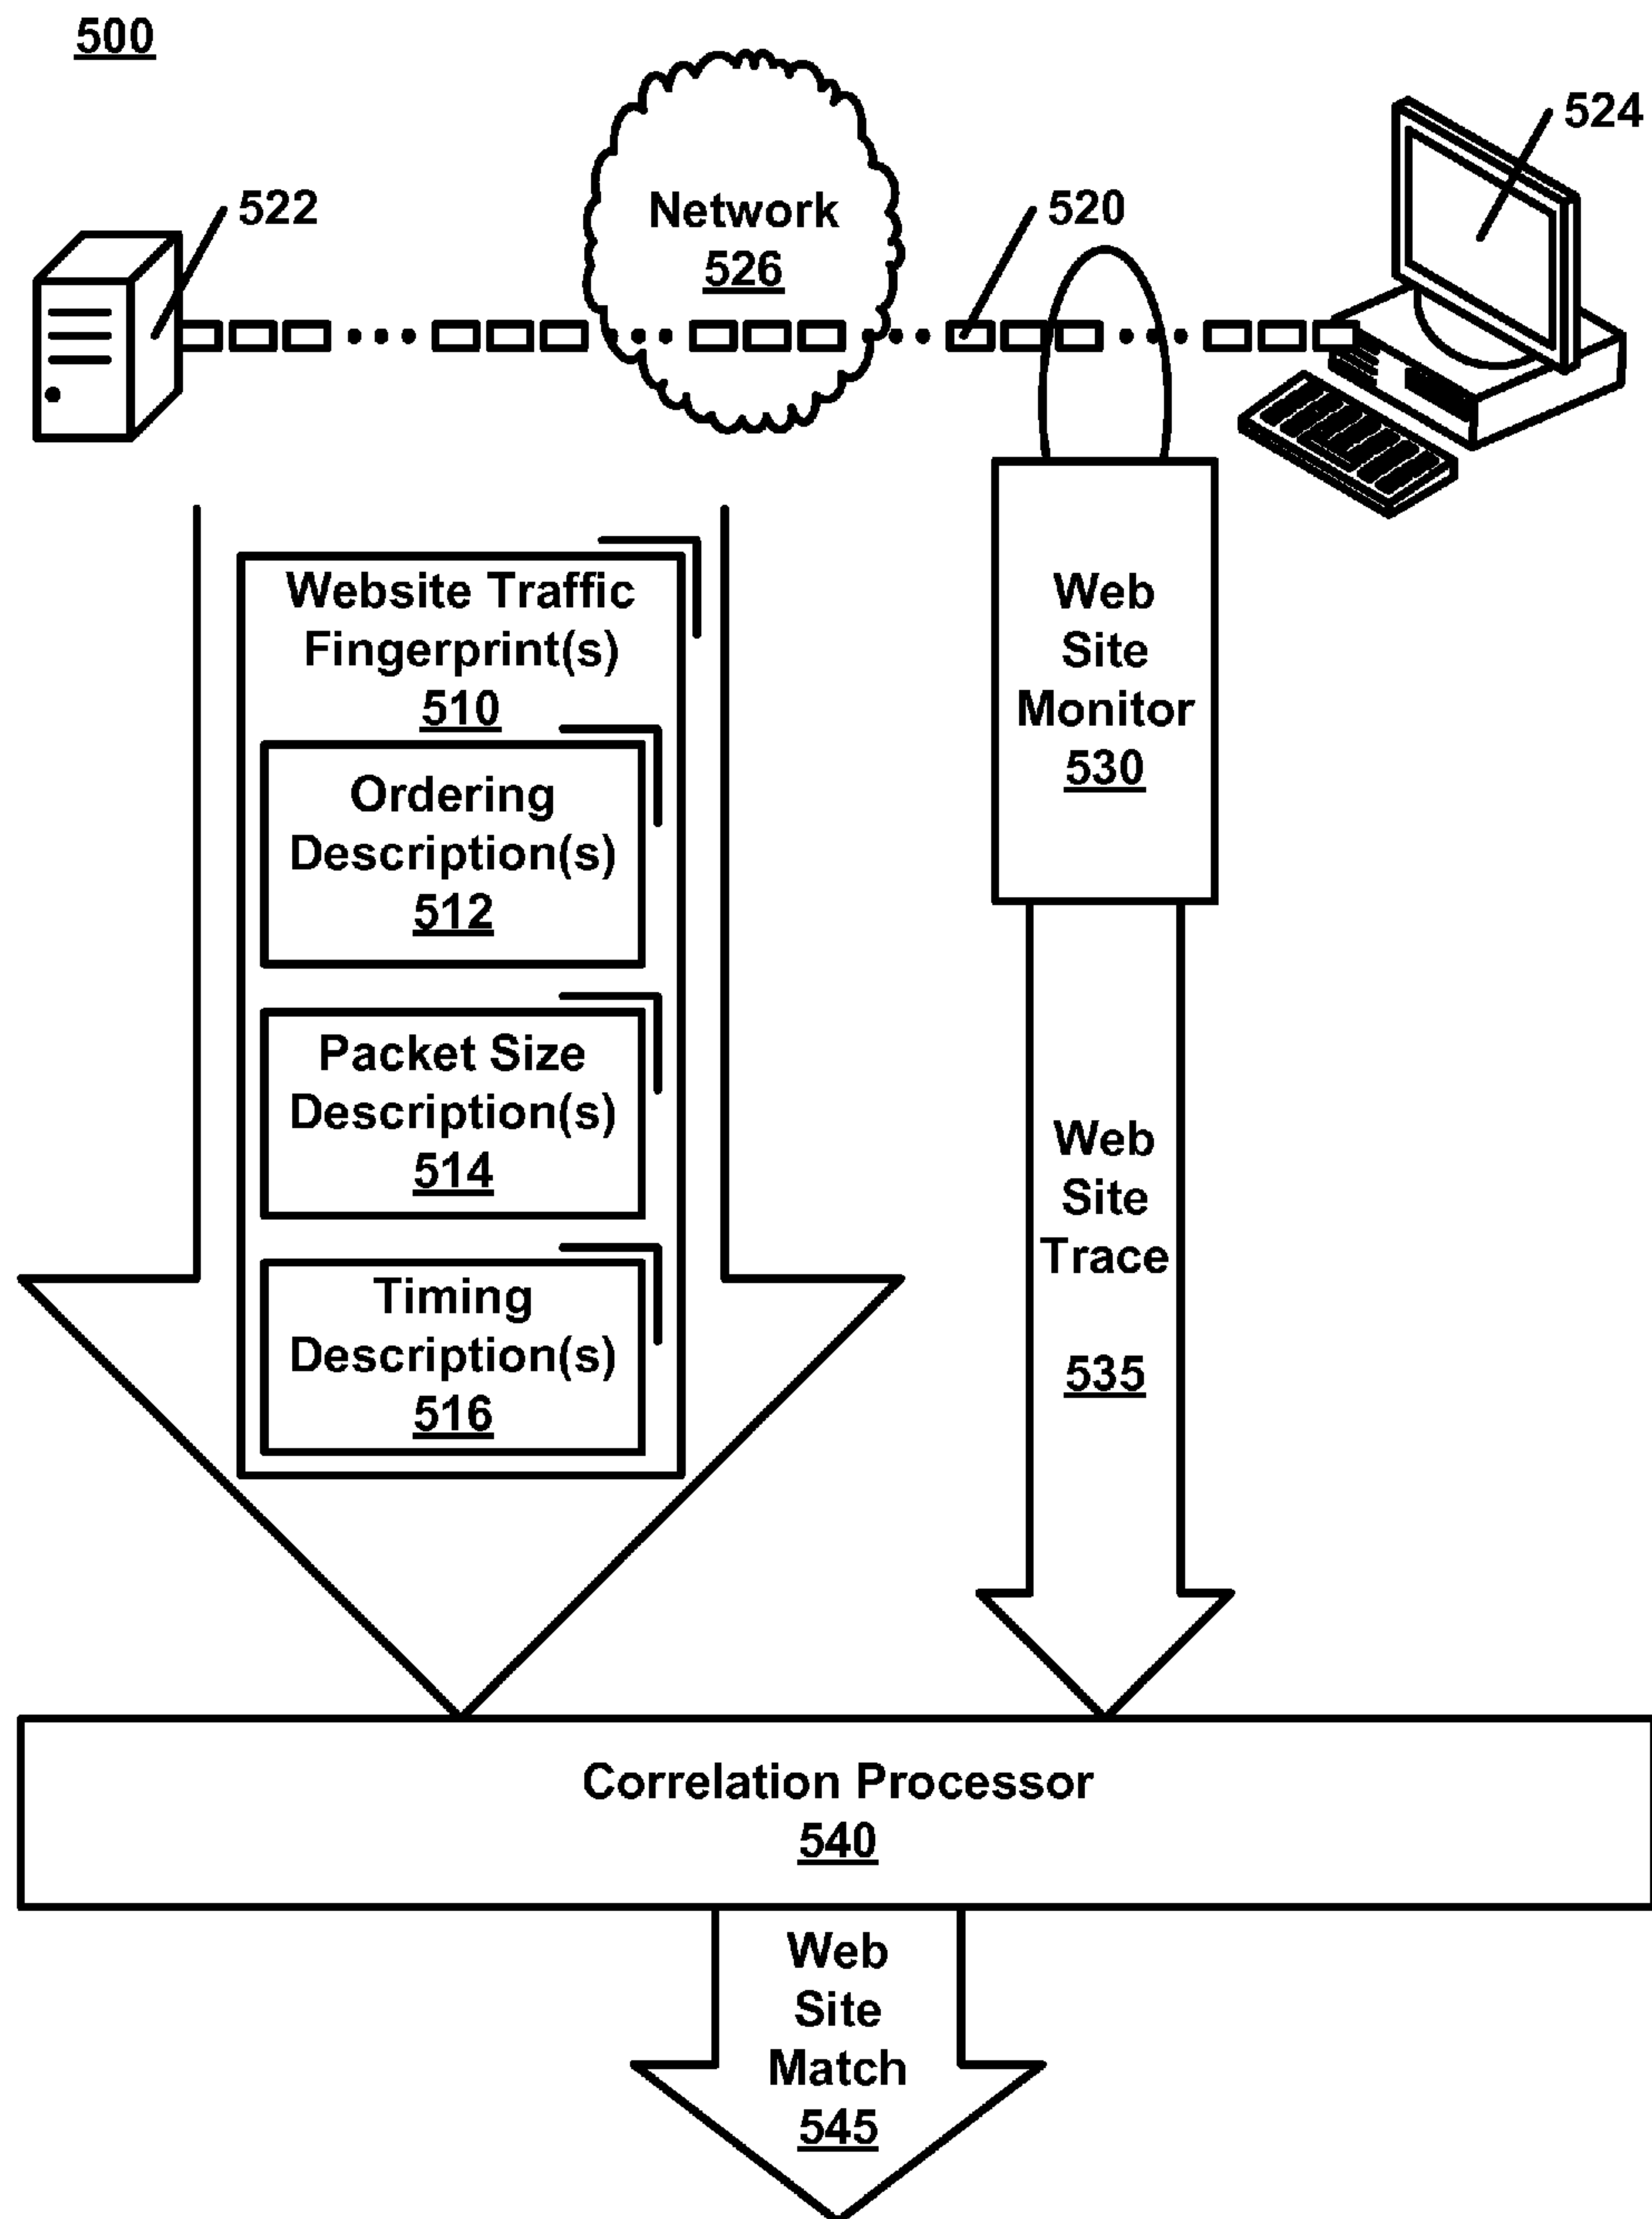 500
524
522
Network
526
520
Website Traffic
Fingerprint(s)
510
Ordering
Description(s)
512
Packet Size
Description(s)
514
Timing
Description(s)
516
Web
Site
Monitor
530
Web
Site
Trace
535
Correlation Processor
540
Web
Site
Match
545